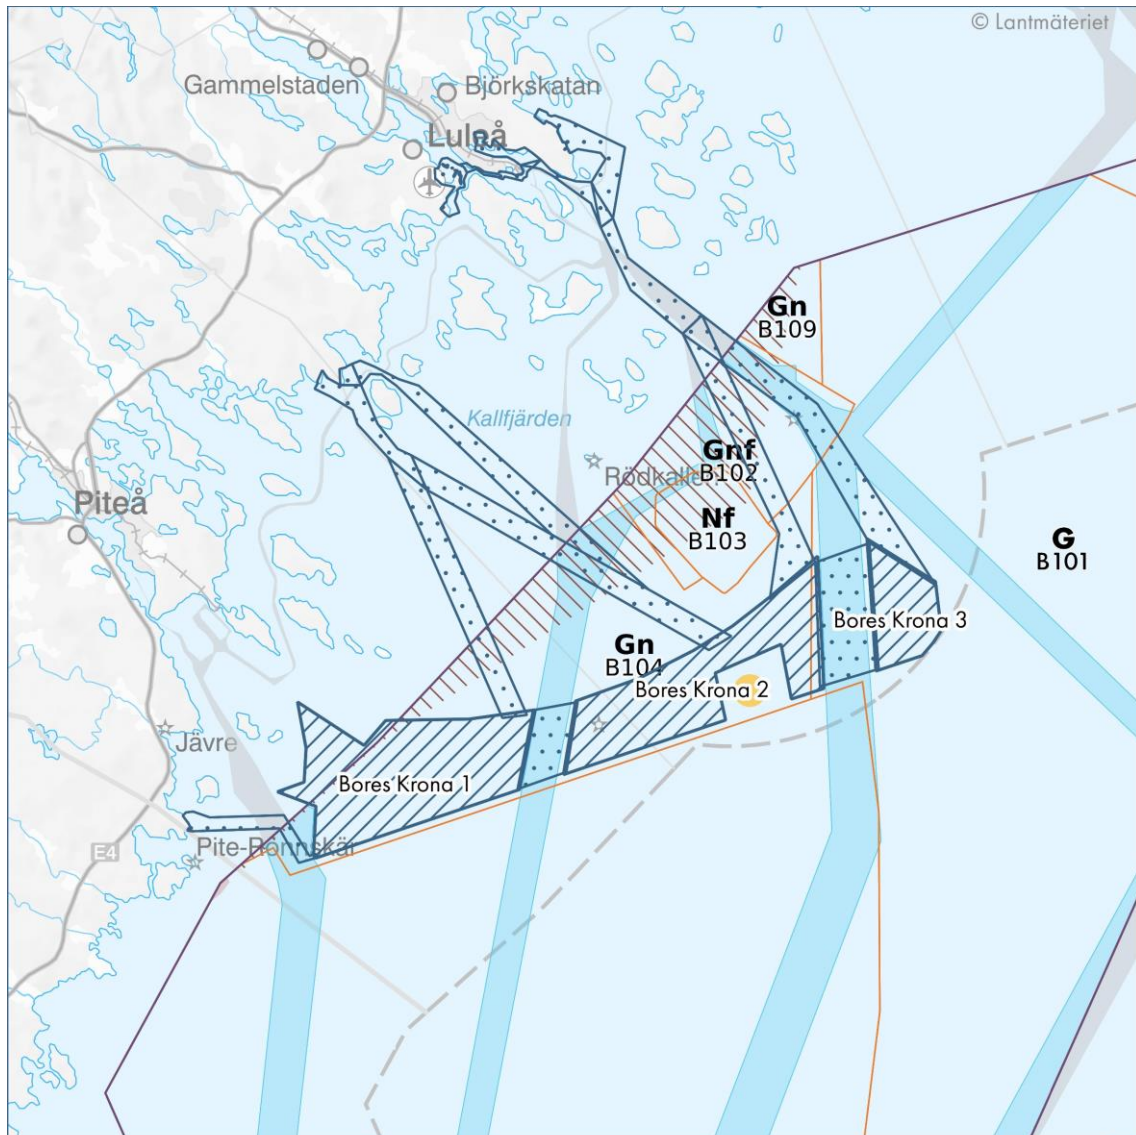 © Lantmäteriet
Gammelstaden
Björkskatan
Luleå
Gn
B109
Kallfjärden
Gnf
B102
Rödkalle
Piteå
Nf
B103
G
B101
Bores Krona 3
Gn
B104
Bores Krona 2
Jävre
Bores Krona 1
E4
Pite-Rönnskär